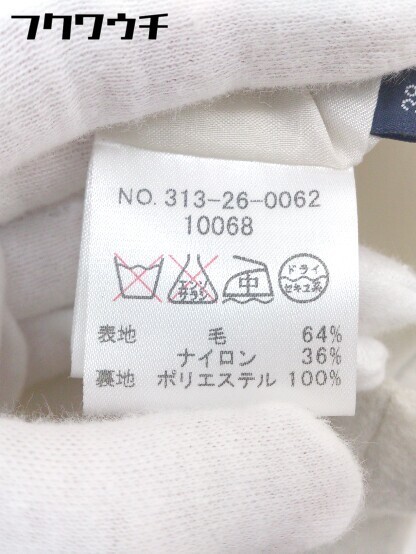 フクワウチ
38
NO. 313-26-0062
10068
エンソ サラシ
中
ドライ
セキユ系
表地 毛 64%
ナイロン 36%
裏地 ポリエステル 100%